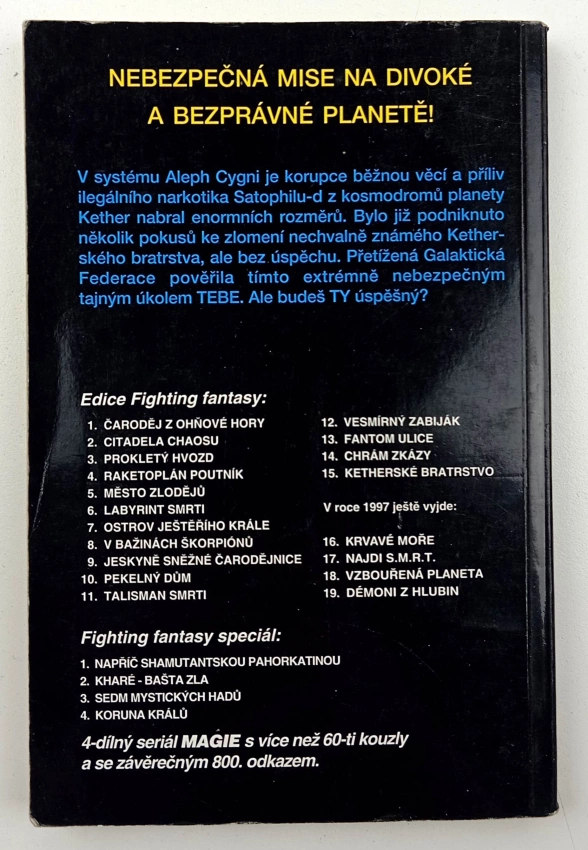 NEBEZPEČNÁ MISE NA DIVOKÉ
A BEZPRÁVNÉ PLANETĚ!
V systému Aleph Cygni je korupce běžnou věcí a příliv
ilegálního narkotika Satophilu-d z kosmodromů planety
Kether nabral enormních rozměrů. Bylo již podniknuto
několik pokusů ke zlomení nechvalně známého Kether-
ského bratrstva, ale bez úspěchu. Přetížená Galaktická
Federace pověřila tímto extrémně nebezpečným
tajným úkolem TEBE. Ale budeš TY úspěšný?
Edice Fighting fantasy:
1. ČARODĚJ Z OHŇOVÉ HORY
2. CITADELA CHAOSU
3. PROKLETÝ HVOZD
4. RAKETOPLÁN POUTNÍK
5. MĚSTO ZLODĚJŮ
6. LABYRINT SMRTI
7. OSTROV JEŠTĚŘÍHO KRÁLE
8. V BAŽINÁCH ŠKORPIÓNŮ
9. JESKYNĚ SNĚŽNÉ ČARODĚJNICE
10. PEKELNÝ DŮM
11. TALISMAN SMRTI
12. VESMÍRNÝ ZABIJÁK
13. FANTOM ULICE
14. CHRÁM ZKÁZY
15. KETHERSKÉ BRATRSTVO
V roce 1997 ještě vyjde:
16. KRVAVÉ MOŘE
17. NAJDI S.M.R.T.
18. VZBOUŘENÁ PLANETA
19. DÉMONI Z HLUBIN
Fighting fantasy speciál:
1. NAPŘÍČ SHAMUTANTSKOU PAHORKATINOU
2. KHARÉ - BAŠTA ZLA
3. SEDM MYSTICKÝCH HADŮ
4. KORUNA KRÁLŮ
4-dílný seriál MAGIE s více než 60-ti kouzly
a se závěrečným 800. odkazem.